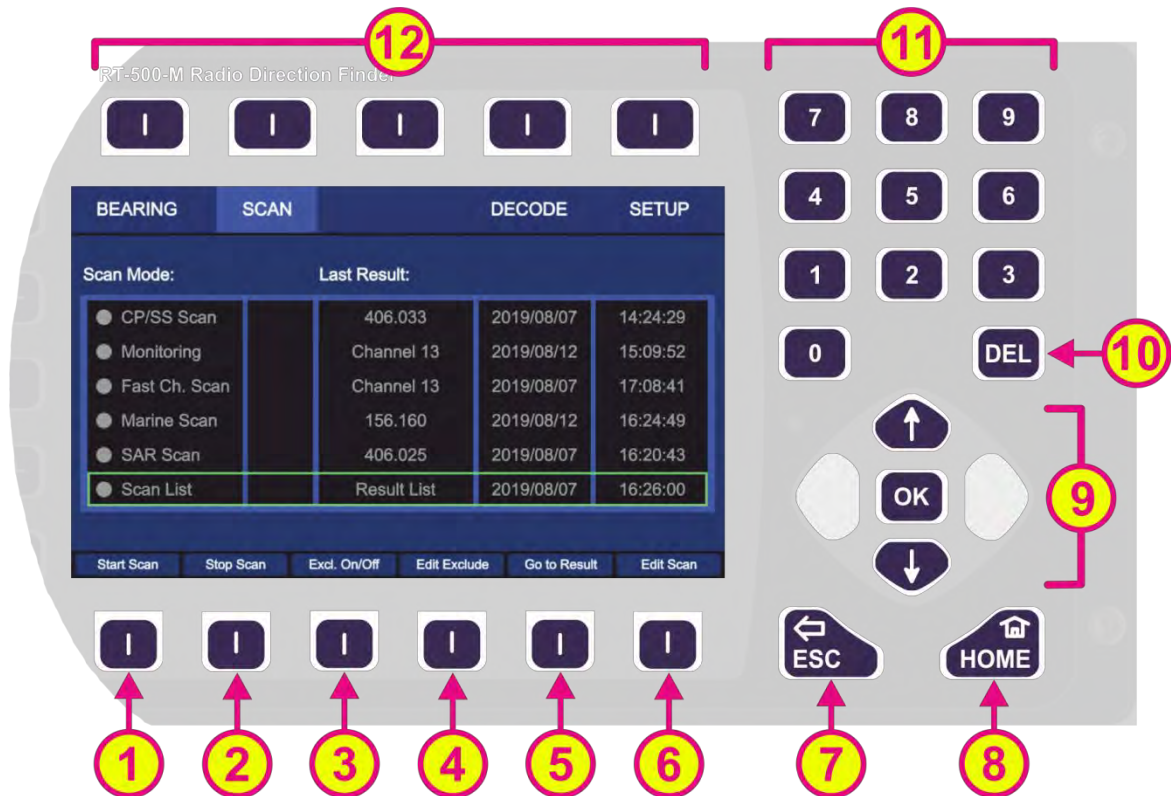 12
11
RT-500-M Radio Direction Finder
7 8 9
BEARING SCAN DECODE SETUP
4 5 6
Scan Mode: Last Result:
1 2 3
CP/SS Scan 406.033 2019/08/07 14:24:29
Monitoring Channel 13 2019/08/12 15:09:52
0 DEL 10
Fast Ch. Scan Channel 13 2019/08/07 17:08:41
Marine Scan 156.160 2019/08/12 16:24:49
SAR Scan 406.025 2019/08/07 16:20:43
Scan List Result List 2019/08/07 16:26:00
OK 9
Start Scan Stop Scan Excl. On/Off Edit Exclude Go to Result Edit Scan
ESC HOME
1 2 3 4 5 6 7 8